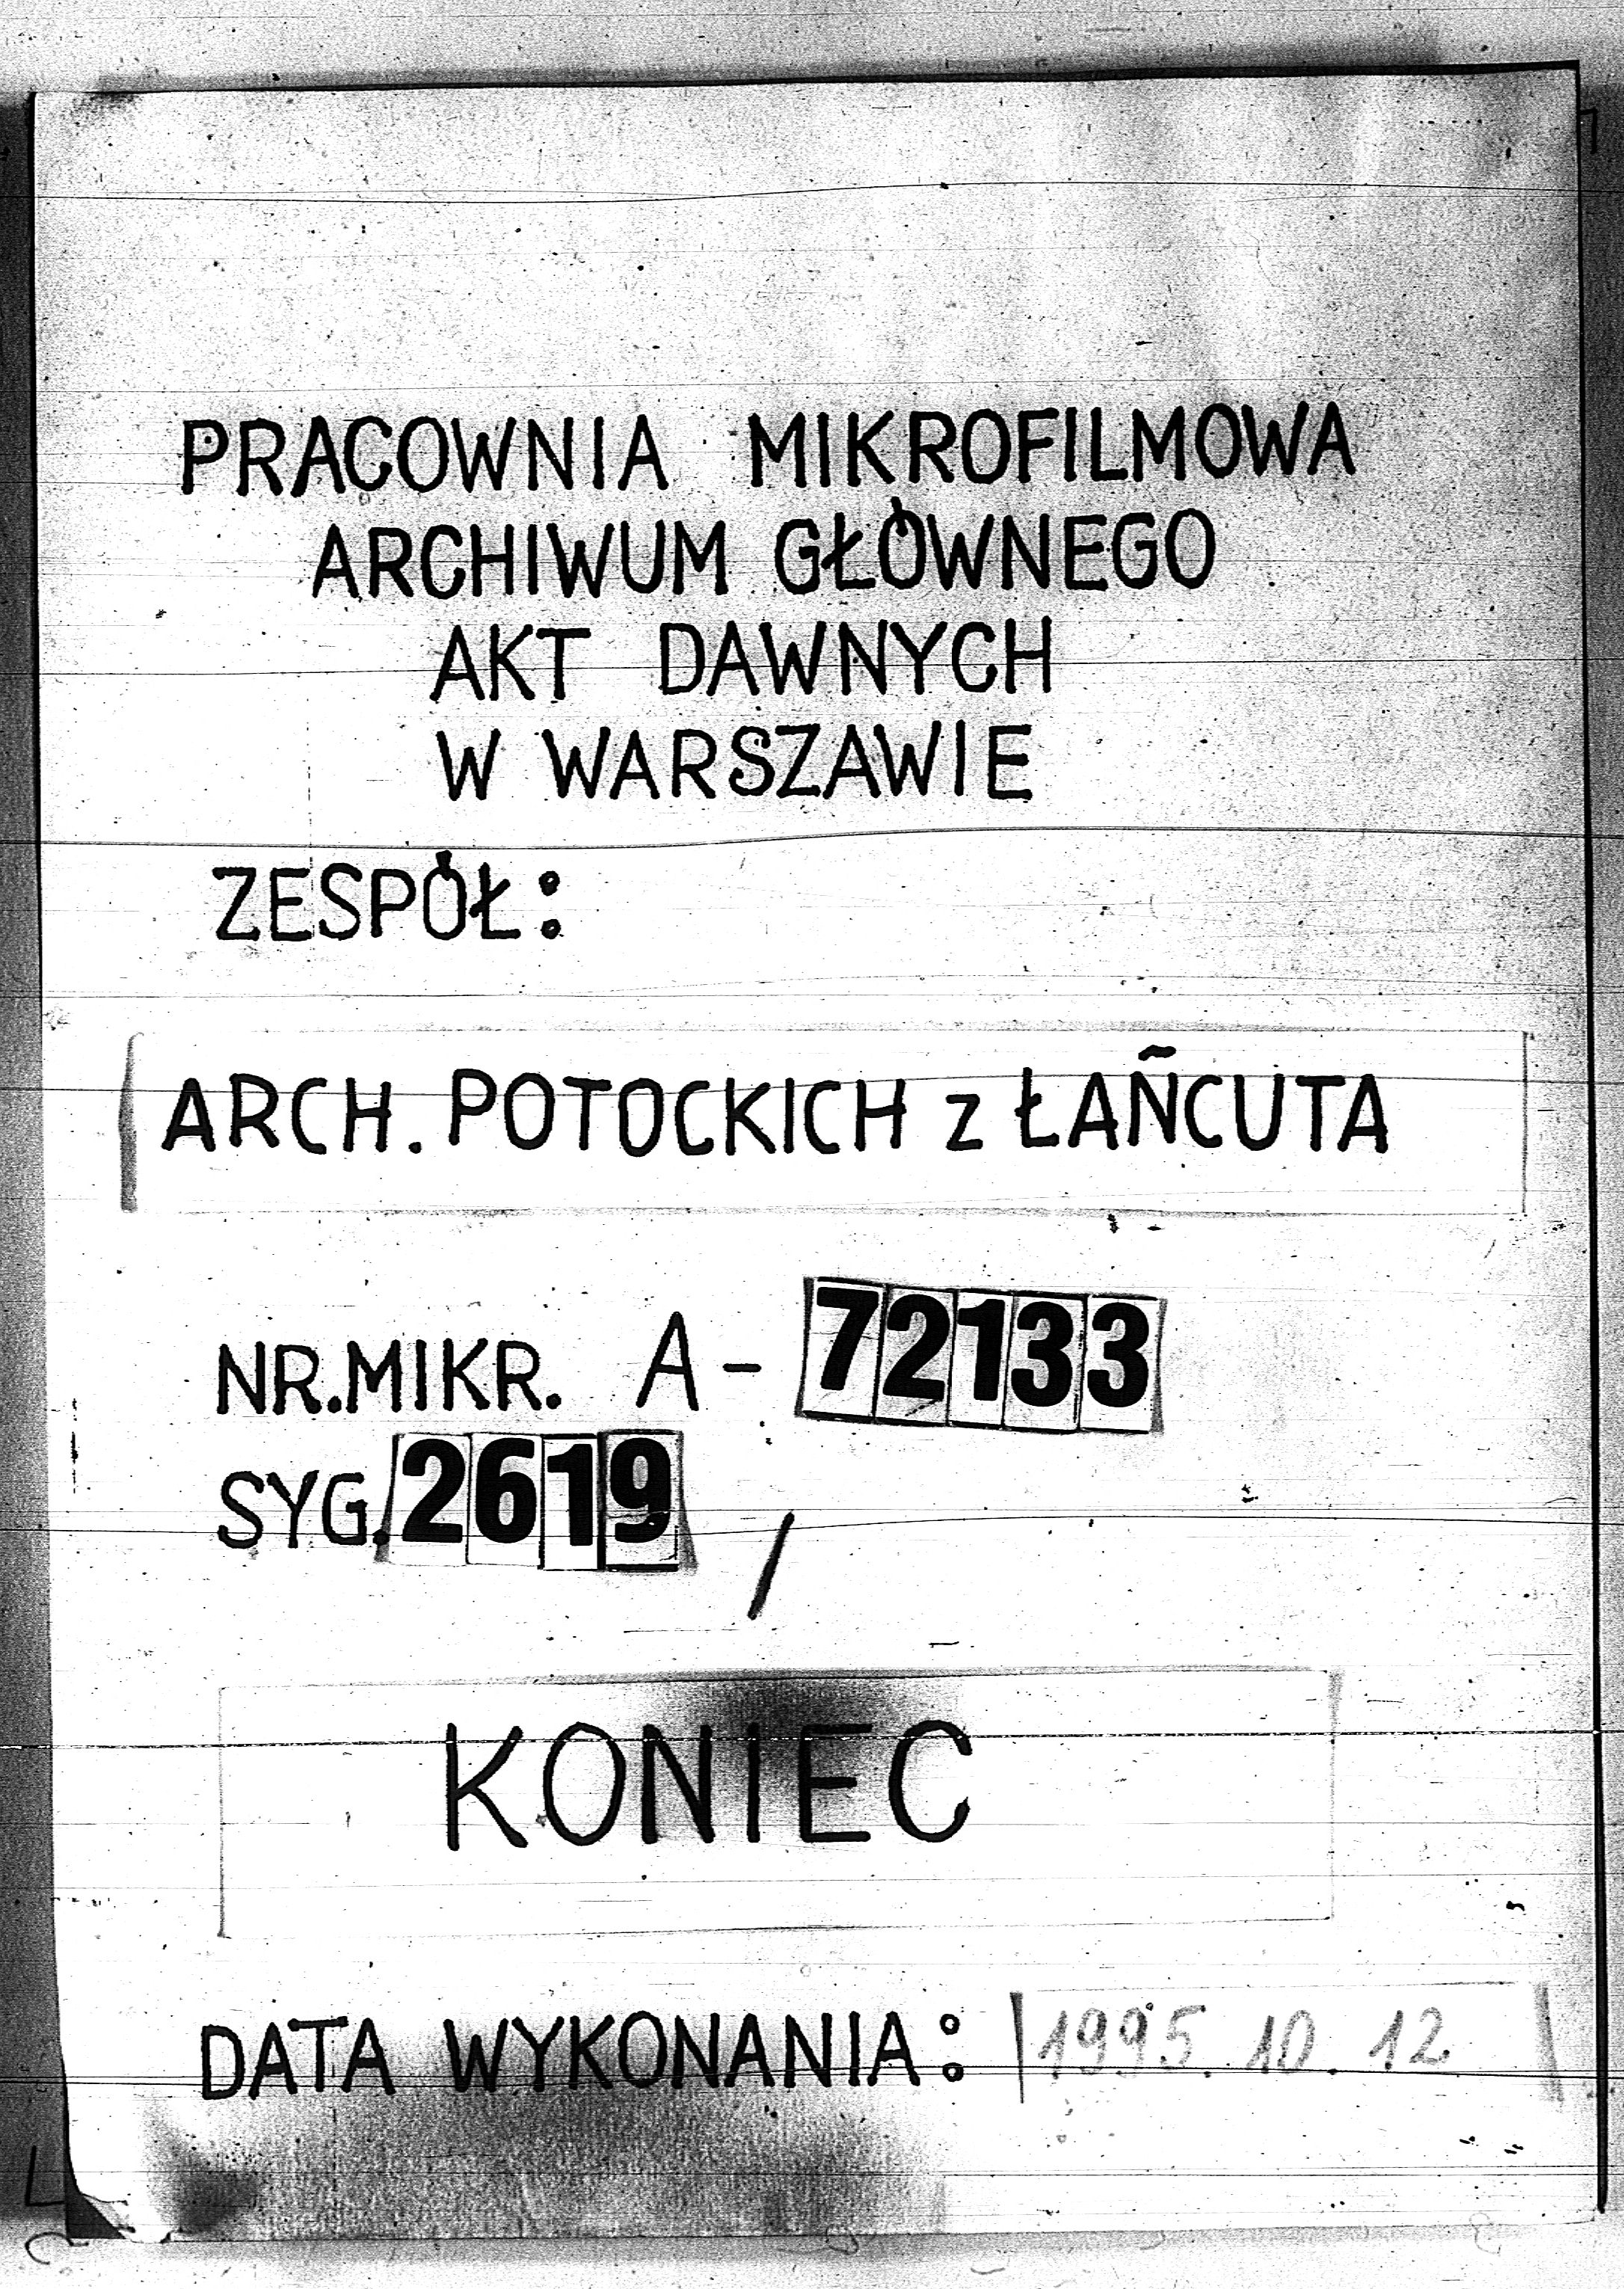 PRACOWNIA MIKROFILMOWA
ARCHIWUM GŁÓWNEGO
AKT DAWNYCH
W WARSZAWIE
ZESPÓŁ:
ARCH. POTOCKICH z ŁAŃCUTA
NR.MIKR. A-72133
SYG.2619 /
KONIEC
DATA WYKONANIA: 1995.10.12